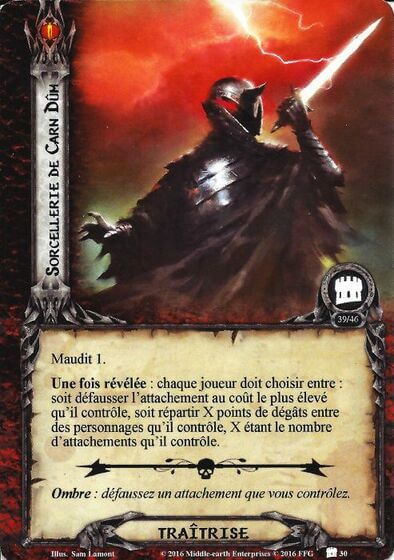 Sorcellerie de Carn Dûm
39/46
Maudit 1.
Une fois révélée : chaque joueur doit choisir entre :
soit défausser l'attachement au coût le plus élevé
qu'il contrôle, soit répartir X points de dégâts entre
des personnages qu'il contrôle, X étant le nombre
d'attachements qu'il contrôle.
Ombre : défaussez un attachement que vous contrôlez.
TRAÎTRISE
Illus. Sam Lamont
© 2016 Middle-earth Enterprises © 2016 FFG
30